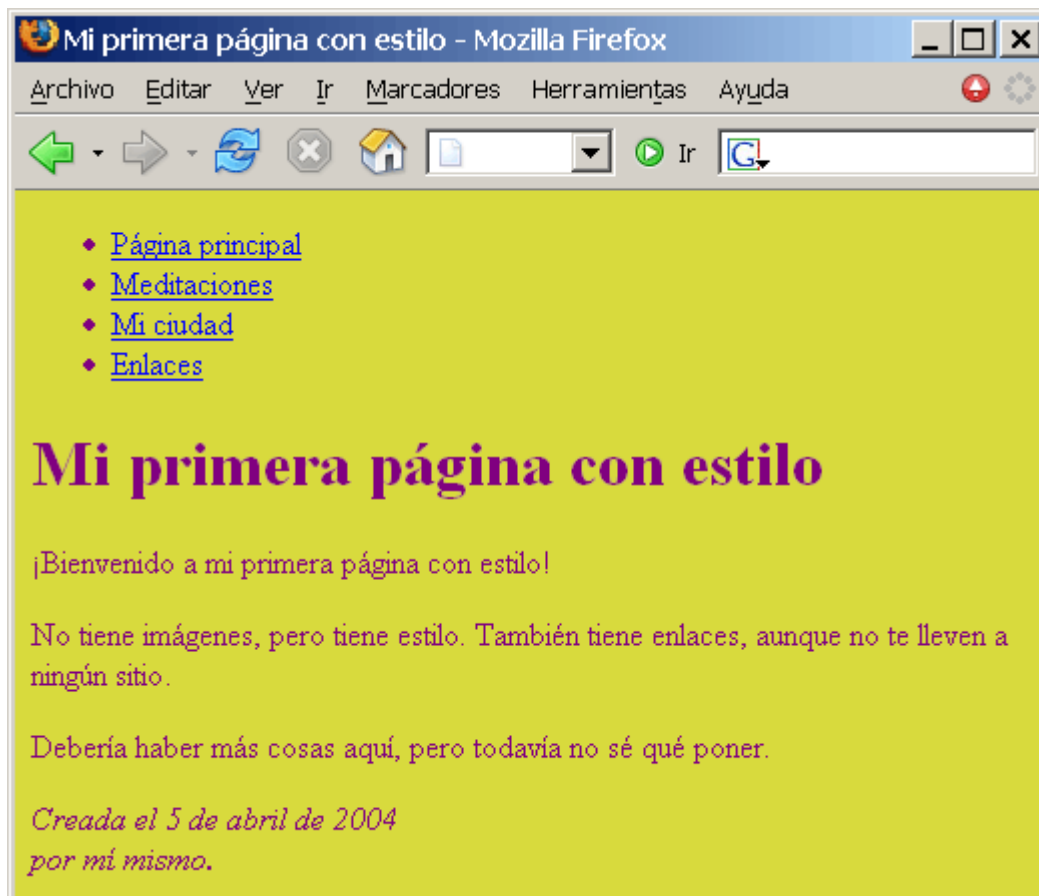 Mi primera página con estilo - Mozilla Firefox
Archivo Editar Ver Ir Marcadores Herramientas Ayuda
Ir G
Página principal
Meditaciones
Mi ciudad
Enlaces
Mi primera página con estilo
¡Bienvenido a mi primera página con estilo!
No tiene imágenes, pero tiene estilo. También tiene enlaces, aunque no te lleven a
ningún sitio.
Debería haber más cosas aquí, pero todavía no sé qué poner.
Creada el 5 de abril de 2004
por mí mismo.